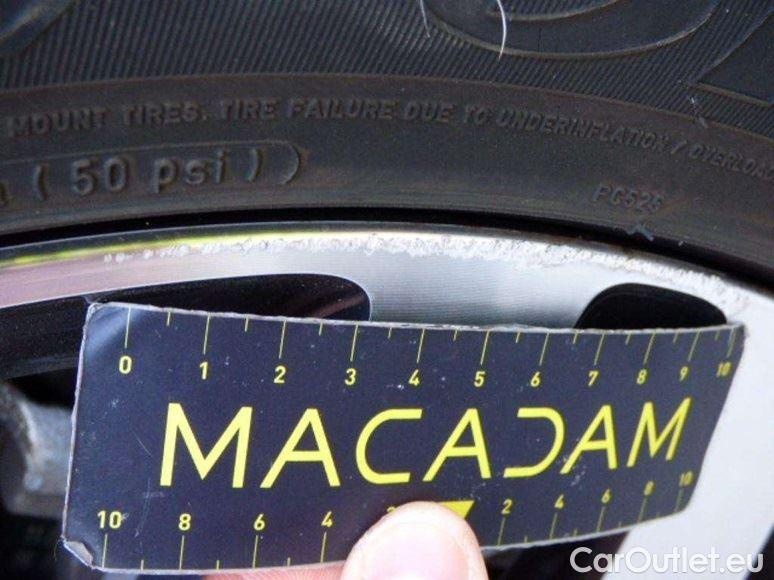 MOUNT TIRES. TIRE FAILURE DUE TO UNDERINFLATION / OVERLOAD
( 50 psi )
PC525
0 1 2 3 4 5 6 7 8 9 10
MACADAM
10 8 6 4 2 4 6 8 10
CarOutlet.eu